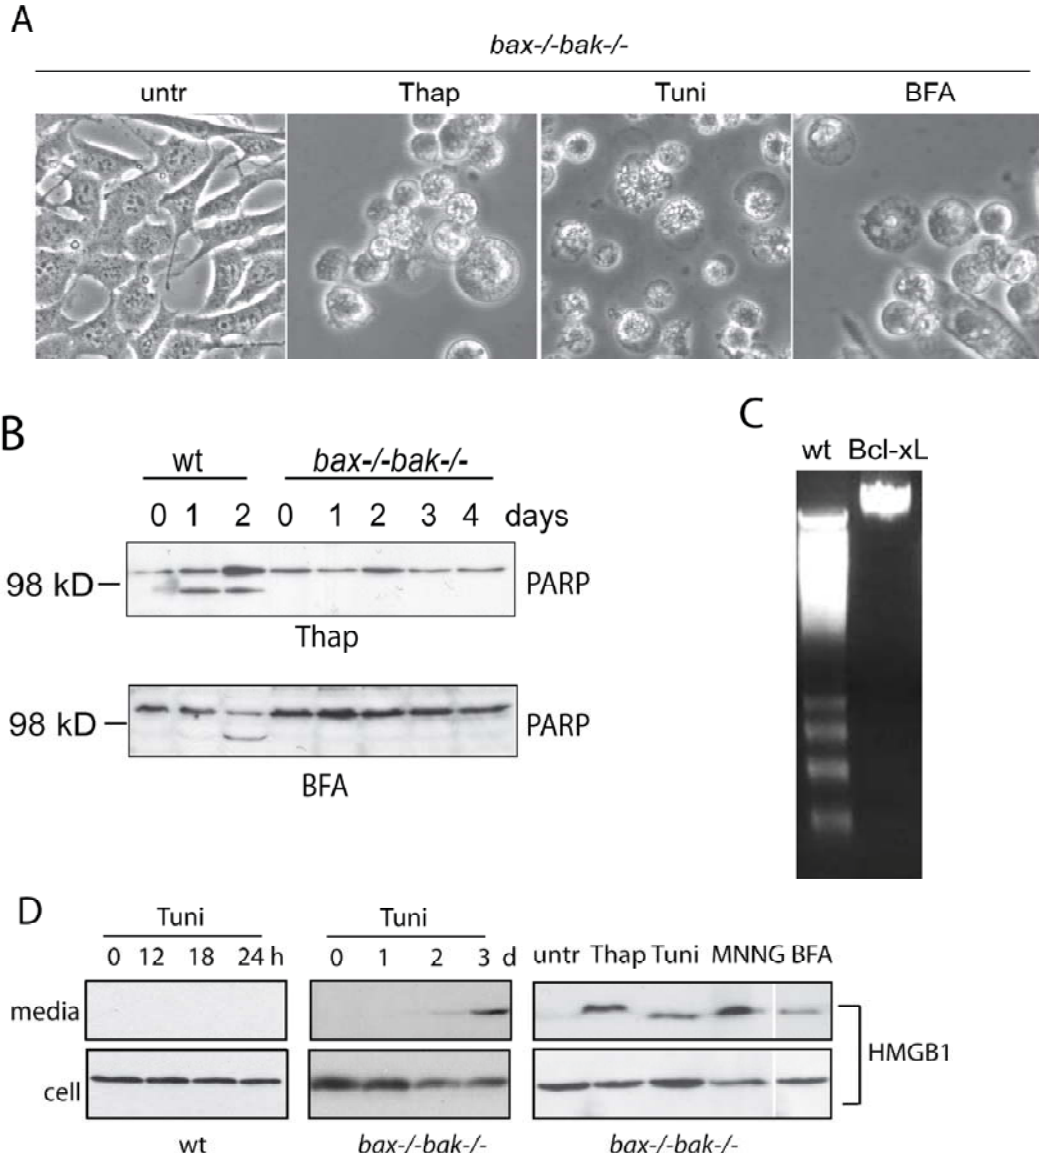 A
bax-/-bak-/-
untr Thap Tuni BFA
B
wt bax-/-bak-/-
0 1 2 0 1 2 3 4 days
98 kD PARP
Thap
98 kD PARP
BFA
C
wt Bcl-xL
D
Tuni Tuni
0 12 18 24 h 0 1 2 3 d untr Thap Tuni MNNG BFA
media
HMGB1
cell
wt bax-/-bak-/- bax-/-bak-/-